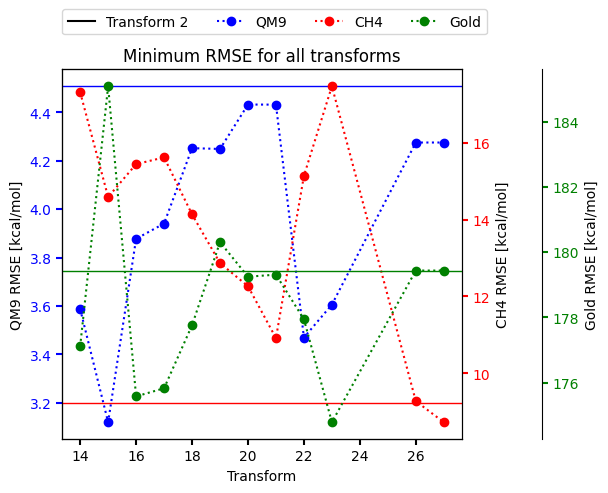 Transform 2 QM9 CH4 Gold
Minimum RMSE for all transforms
QM9 RMSE [kcal/mol]
4.4
4.2
4.0
3.8
3.6
3.4
3.2
14 15 16 18 20 22 24 26
Transform
16
14
12
10
CH4 RMSE [kcal/mol]
184
182
180
178
176
Gold RMSE [kcal/mol]